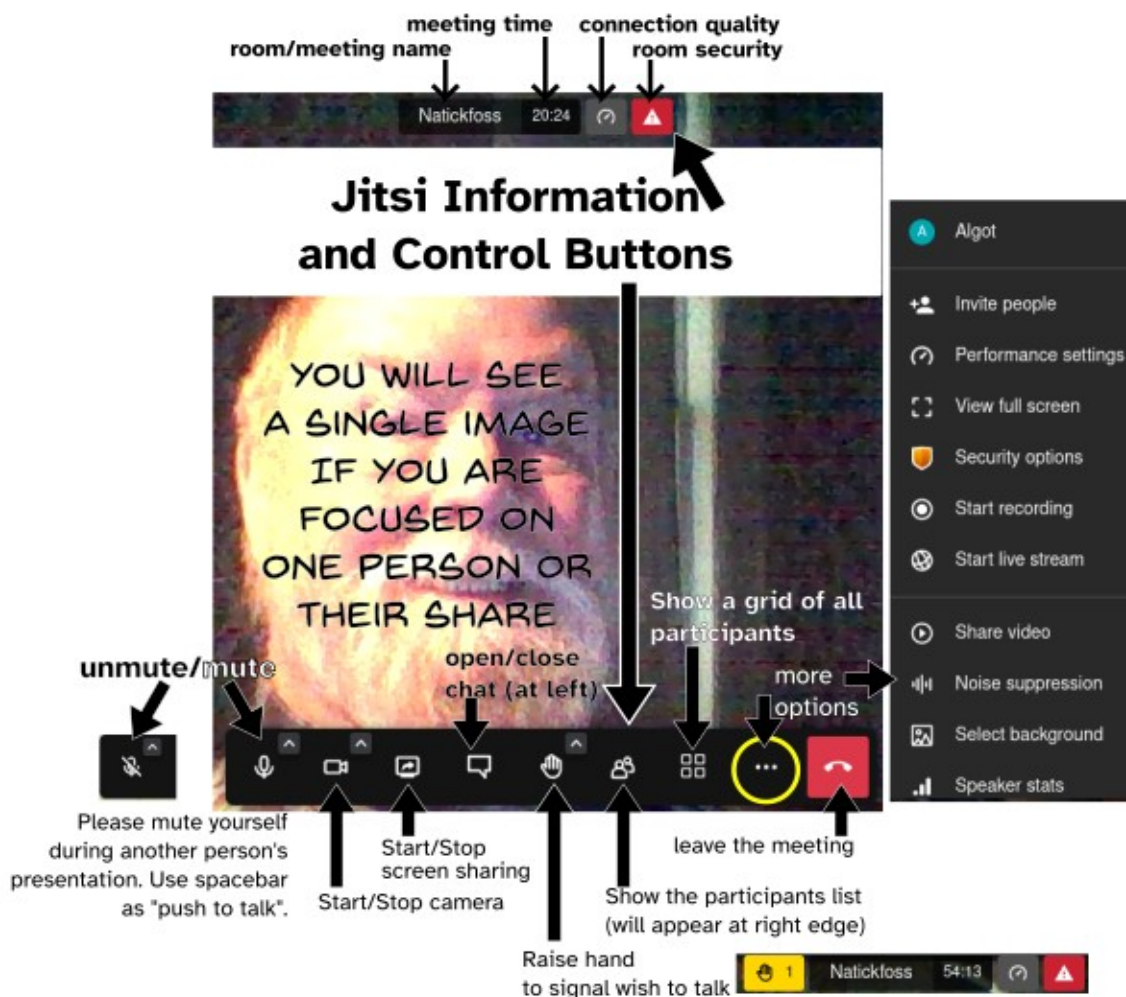 meeting time
connection quality
room/meeting name
room security
Natickfoss
20:24
Jitsi Information
and Control Buttons
A
Algot
Invite people
Performance settings
View full screen
Security options
Start recording
Start live stream
Share video
Noise suppression
Select background
Speaker stats
YOU WILL SEE
A SINGLE IMAGE
IF YOU ARE
FOCUSED ON
ONE PERSON OR
THEIR SHARE
Show a grid of all
participants
unmute/mute
open/close
chat (at left)
more
options
Please mute yourself
during another person's
presentation. Use spacebar
as "push to talk".
Start/Stop camera
Start/Stop
screen sharing
leave the meeting
Show the participants list
(will appear at right edge)
Raise hand
to signal wish to talk
1
Natickfoss
54:13